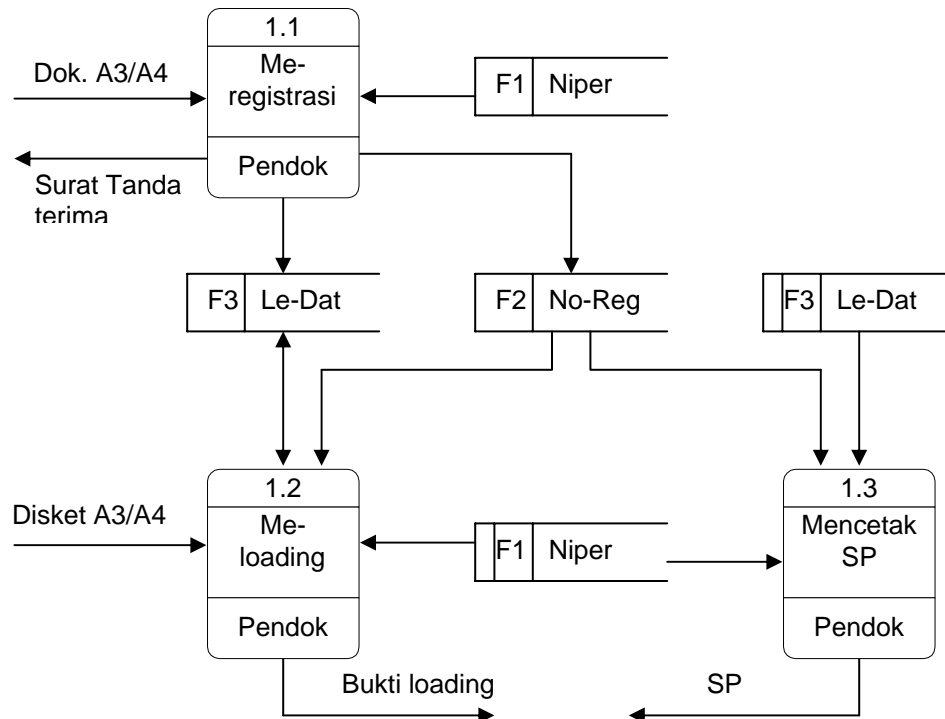 1.1
Me-
registrasi
Pendok
Dok. A3/A4
Surat Tanda
terima
F1 Niper
F3 Le-Dat
F2 No-Reg
F3 Le-Dat
Disket A3/A4
1.2
Me-
loading
Pendok
F1 Niper
1.3
Mencetak
SP
Pendok
Bukti loading
SP